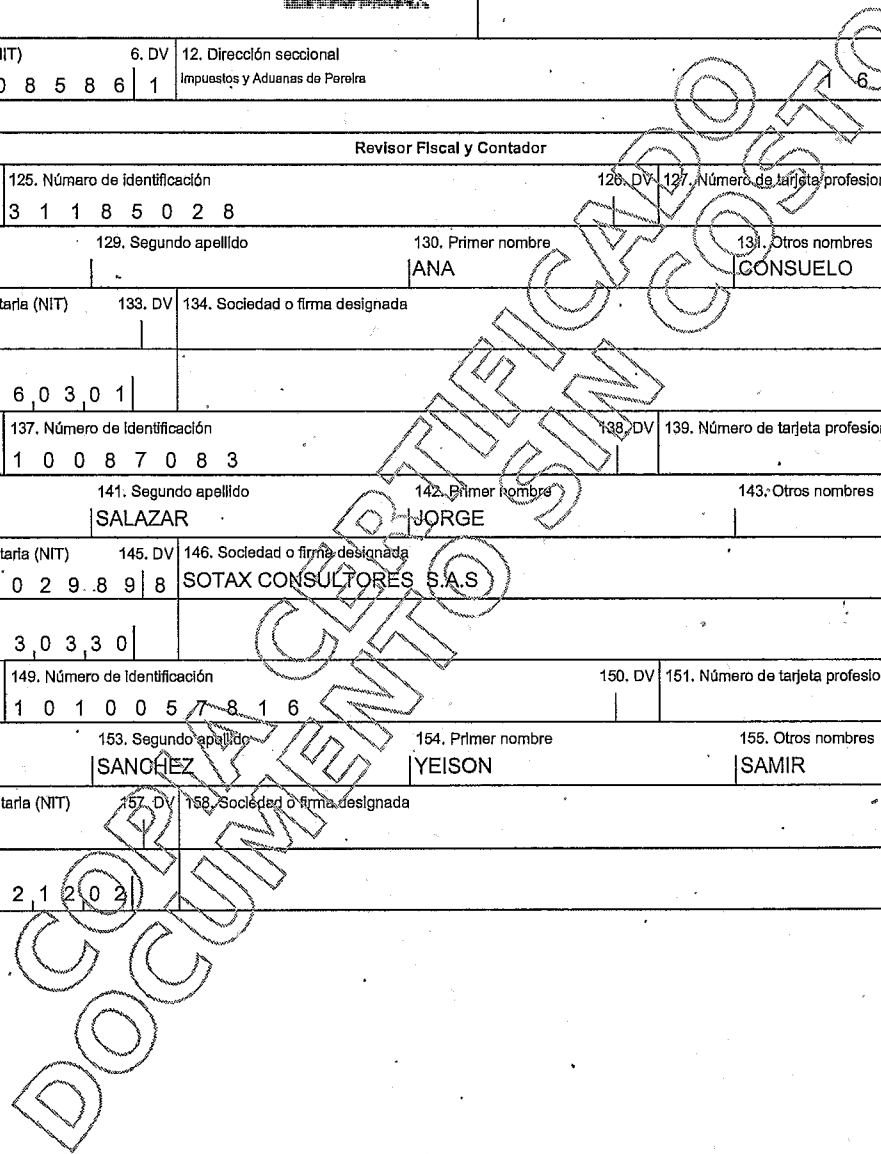 NIT) 6. DV 12. Dirección seccional
0 8 5 8 6 1 Impuestos y Aduanas de Pereira 1 6
Revisor Fiscal y Contador
125. Número de identificación 126. DV 127. Número de tarjeta profesion
3 1 1 8 5 0 2 8
129. Segundo apellido 130. Primer nombre 131. Otros nombres
ANA CONSUELO
taria (NIT) 133. DV 134. Sociedad o firma designada
6 0 3 0 1
137. Número de identificación 138. DV 139. Número de tarjeta profesion
1 0 0 8 7 0 8 3
141. Segundo apellido 142. Primer nombre 143. Otros nombres
SALAZAR JORGE
taria (NIT) 145. DV 146. Sociedad o firma designada
0 2 9 8 9 8 SOTAX CONSULTORES S.A.S
3 0 3 3 0
149. Número de identificación 150. DV 151. Número de tarjeta profesio
1 0 1 0 0 5 7 8 1 6
153. Segundo apellido 154. Primer nombre 155. Otros nombres
SANCHEZ YEISON SAMIR
taria (NIT) 157. DV 158. Sociedad o firma designada
2 1 2 0 2
COPIA CERTIFICADO
DOCUMENTO SIN COSTO